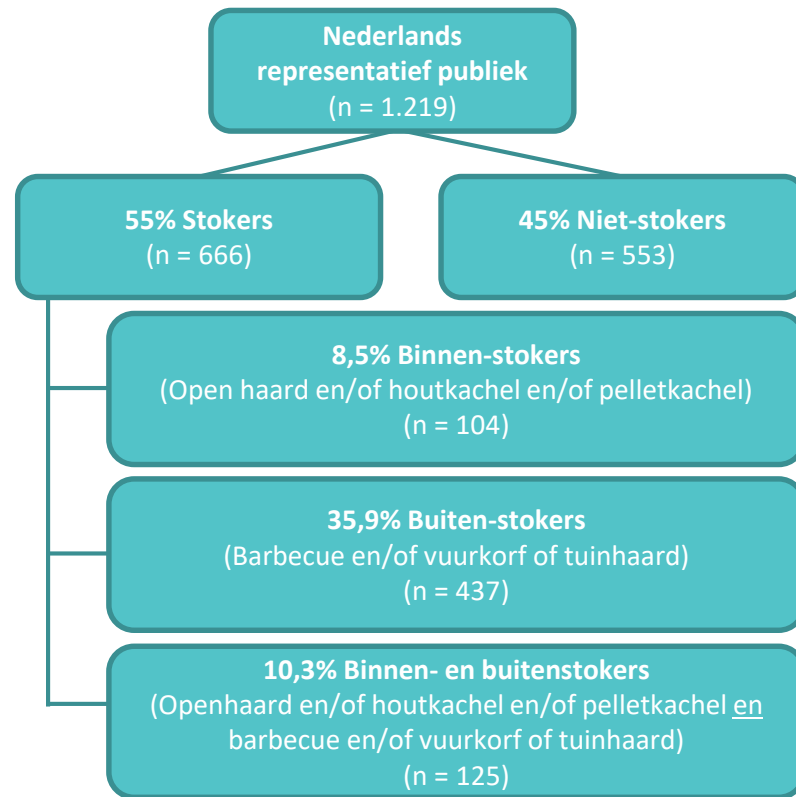 Nederlands
representatief publiek
(n = 1.219)
55% Stokers
(n = 666)
45% Niet-stokers
(n = 553)
8,5% Binnen-stokers
(Open haard en/of houtkachel en/of pelletkachel)
(n = 104)
35,9% Buiten-stokers
(Barbecue en/of vuurkorf of tuinhaard)
(n = 437)
10,3% Binnen- en buitenstokers
(Openhaard en/of houtkachel en/of pelletkachel en
barbecue en/of vuurkorf of tuinhaard)
(n = 125)